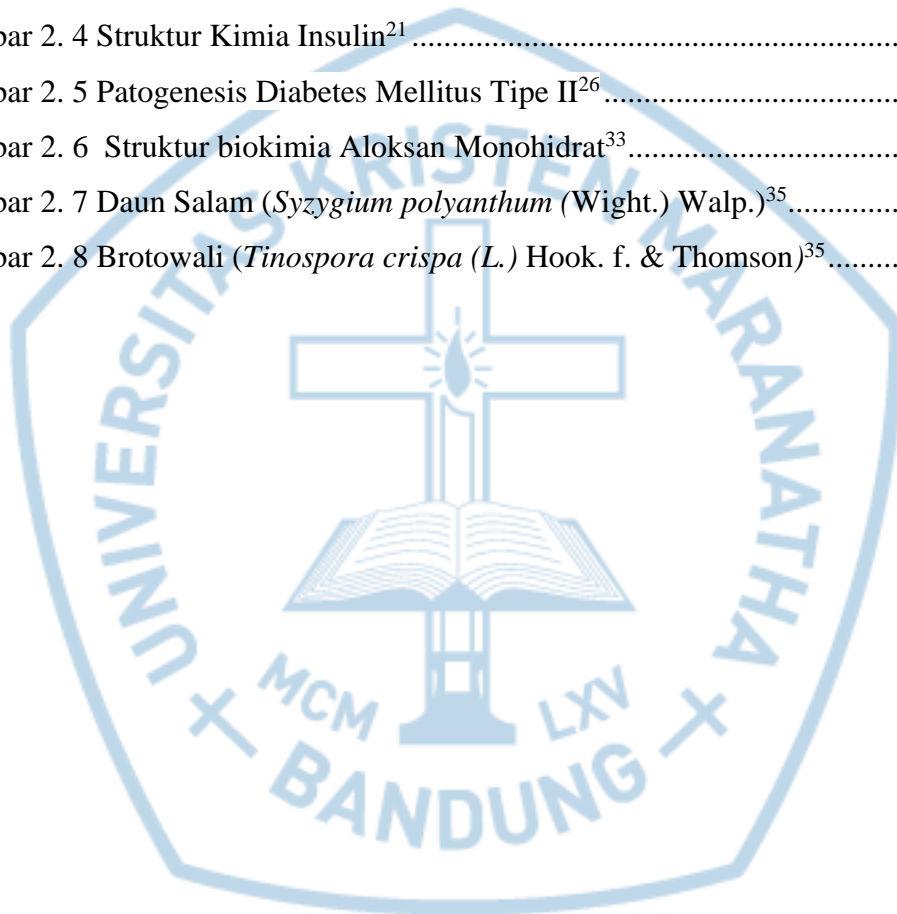 bar 2. 4 Struktur Kimia Insulin²¹ ........................................................
bar 2. 5 Patogenesis Diabetes Mellitus Tipe II²⁶ ....................................
bar 2. 6 Struktur biokimia Aloksan Monohidrat³³ .................................
bar 2. 7 Daun Salam (Syzygium polyanthum (Wight.) Walp.)³⁵ ..............
bar 2. 8 Brotowali (Tinospora crispa (L.) Hook. f. & Thomson)³⁵ .........
UNIVERSITAS KRISTEN MARANATHA
MCM LXV
+ BANDUNG +